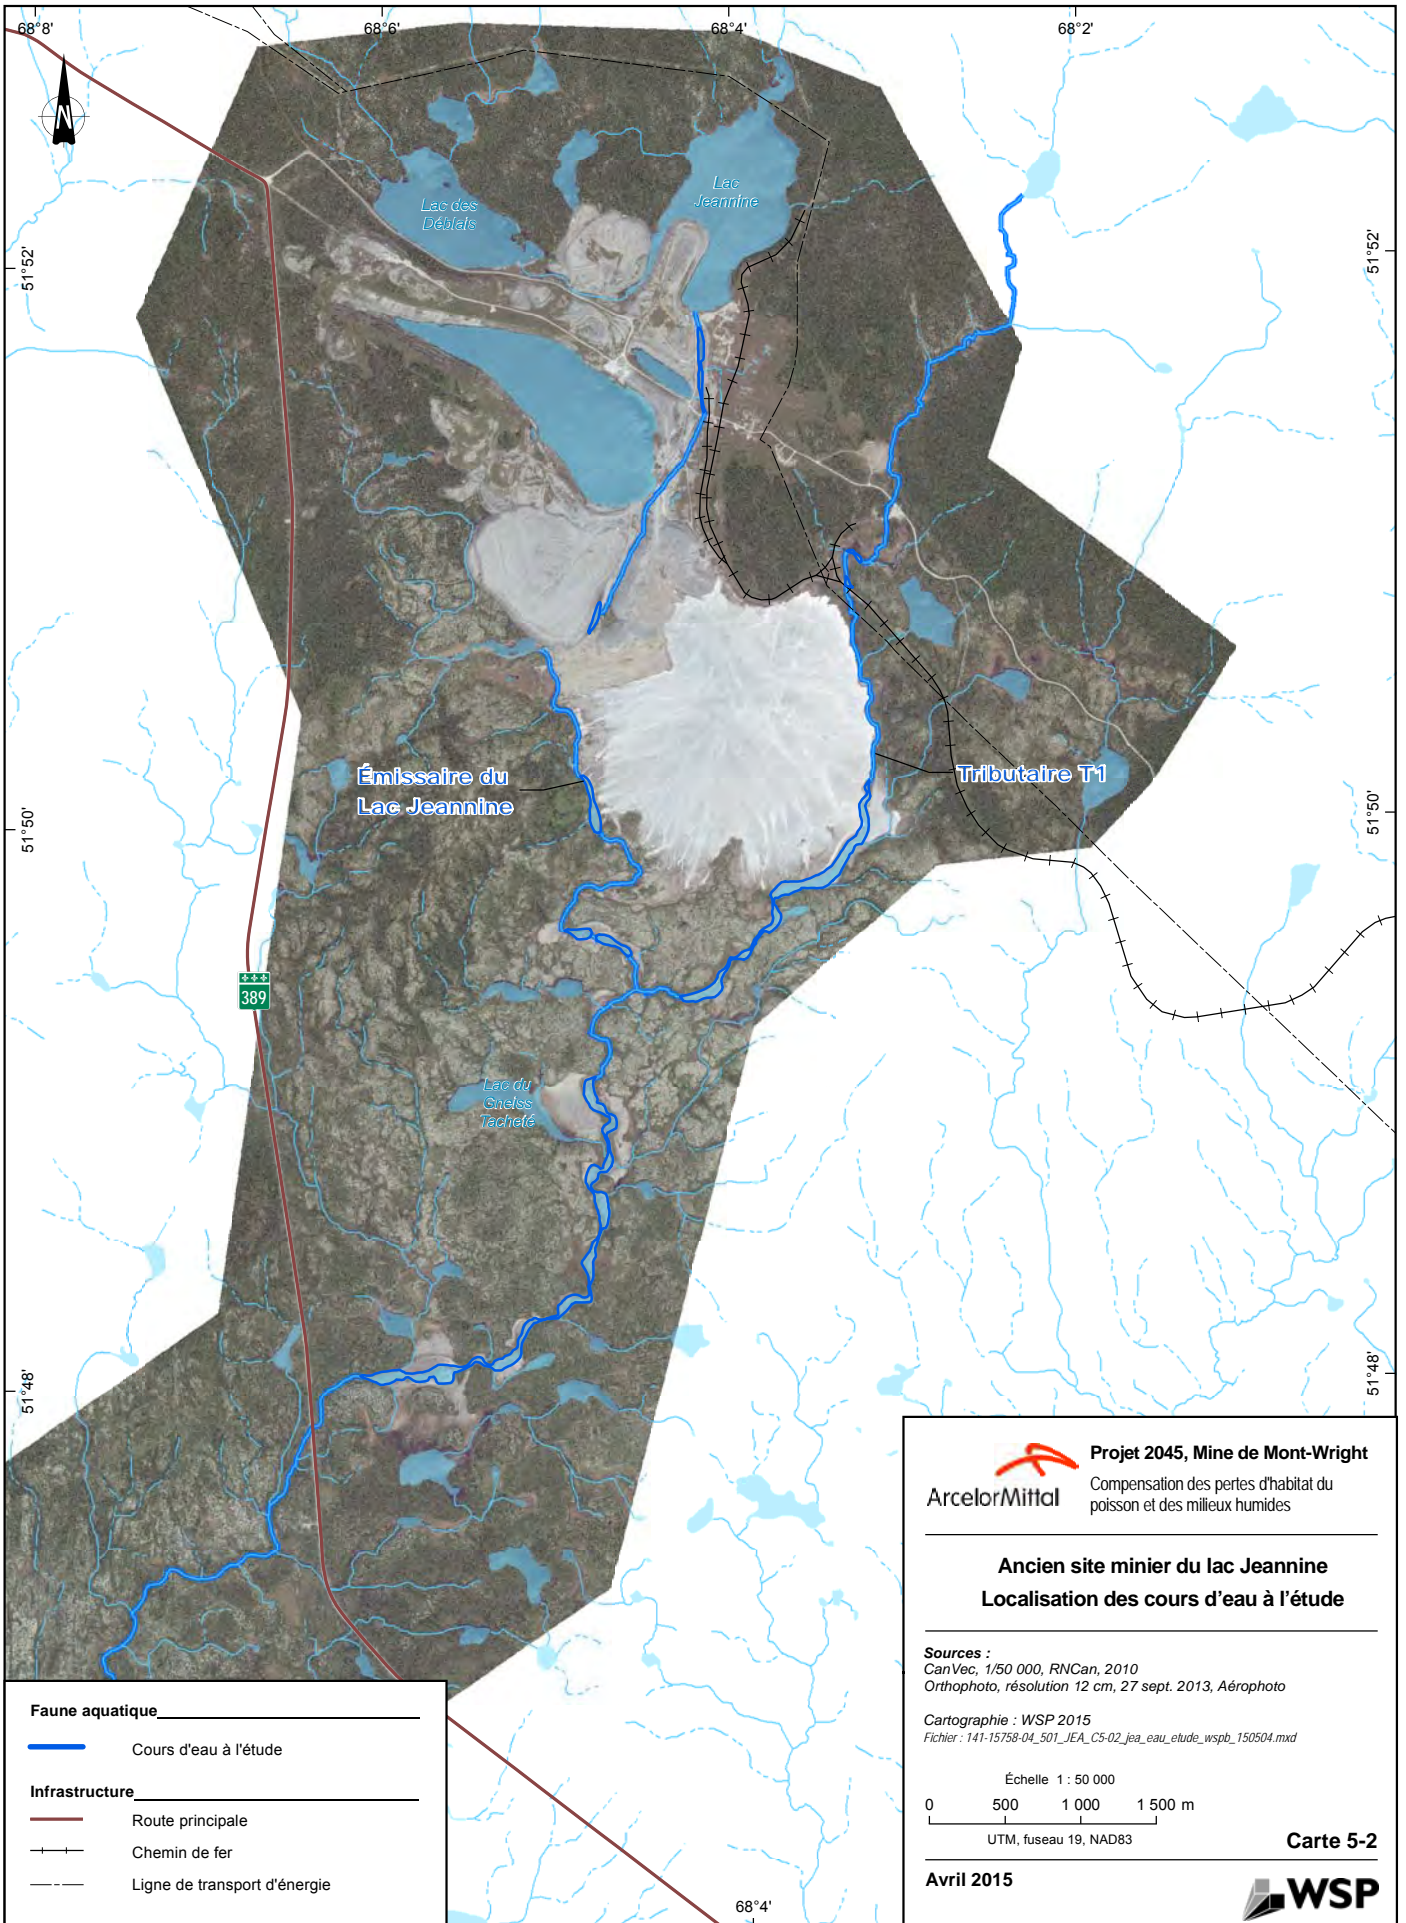 68°8'
68°6'
68°4'
68°2'
N
Lac
Jeannine
Lac des
Déblais
51°52'
51°52'
Émissaire du
Lac Jeannine
Tributaire T1
51°50'
51°50'
389
Lac du
Gneiss
Tacheté
51°48'
51°48'
ArcelorMittal
Projet 2045, Mine de Mont-Wright
Compensation des pertes d'habitat du
poisson et des milieux humides
Ancien site minier du lac Jeannine
Localisation des cours d'eau à l'étude
Sources :
CanVec, 1/50 000, RNCan, 2010
Orthophoto, résolution 12 cm, 27 sept. 2013, Aérophoto
Cartographie : WSP 2015
Fichier : 141-15758-04_501_JEA_C5-02_jea_eau_etude_wspb_150504.mxd
Échelle 1 : 50 000
0 500 1 000 1 500 m
UTM, fuseau 19, NAD83
Carte 5-2
Avril 2015
WSP
Faune aquatique
Cours d'eau à l'étude
Infrastructure
Route principale
Chemin de fer
Ligne de transport d'énergie
68°4'